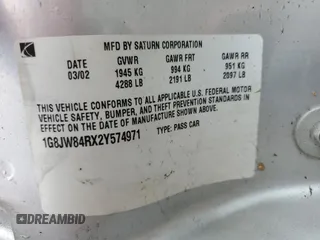 MFD BY SATURN CORPORATION
DATE GVWR GAWR FRT GAWR RR
03/02 1945 KG 994 KG 951 KG
4288 LB 2191 LB 2097 LB
THIS VEHICLE CONFORMS TO ALL APPLICABLE U.S. FEDERAL MOTOR
VEHICLE SAFETY, BUMPER, AND THEFT PREVENTION STANDARDS IN
EFFECT ON THE DATE OF MANUFACTURE SHOWN ABOVE.
1G8JW84RX2Y574971 TYPE: PASS CAR
© DIRECTCARBUY